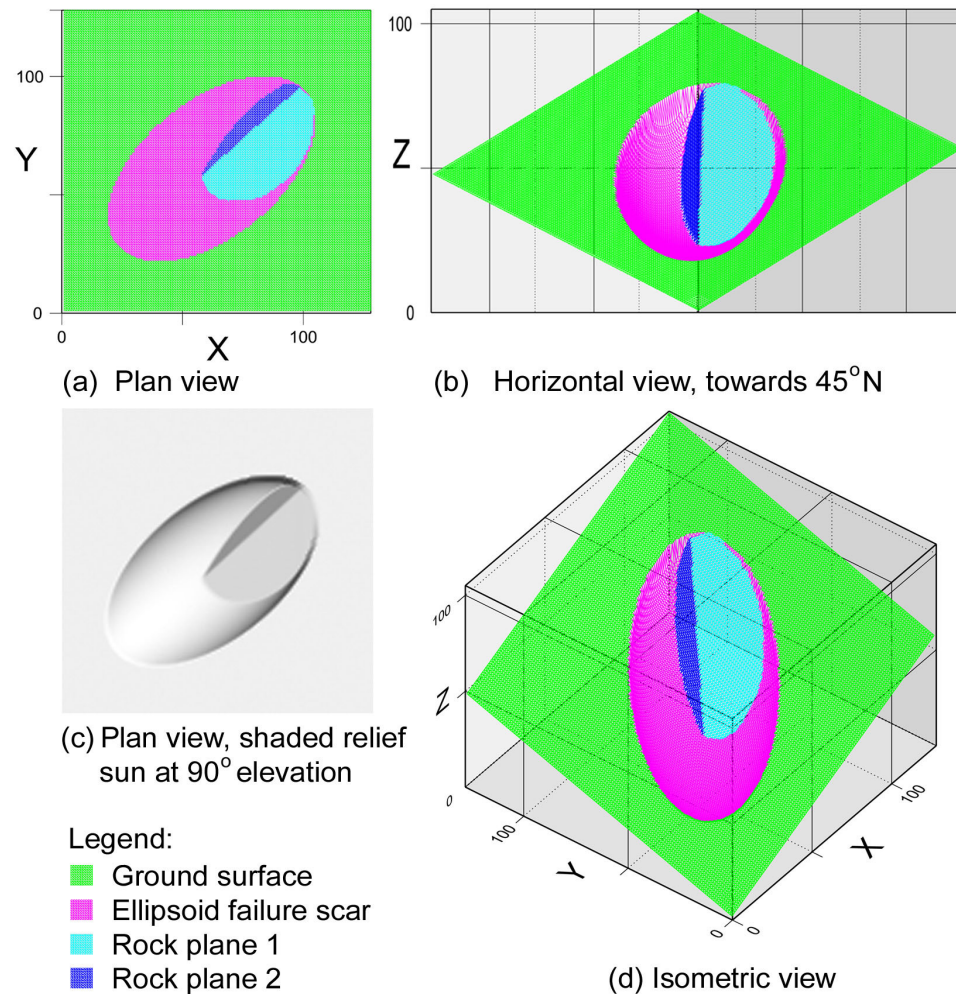 100
Y
0
0
X
100
(a) Plan view
100
Z
0
(b) Horizontal view, towards 45°N
(c) Plan view, shaded relief
sun at 90° elevation
100
Z
0
100
Y
0
0
X
100
(d) Isometric view
Legend:
Ground surface
Ellipsoid failure scar
Rock plane 1
Rock plane 2